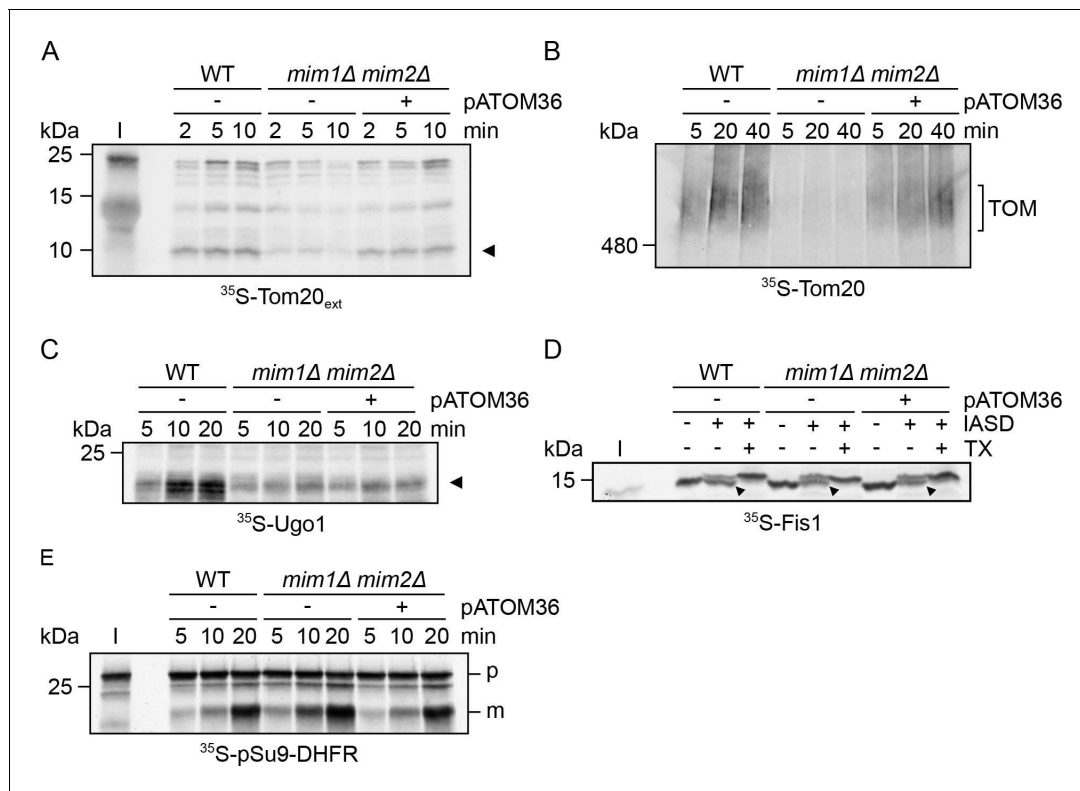 A
WT mim1Δ mim2Δ
- - + pATOM36
kDa I 2 5 10 2 5 10 2 5 10 min
25
15
10
³⁵S-Tom20ext
B
WT mim1Δ mim2Δ
- - + pATOM36
kDa 5 20 40 5 20 40 5 20 40 min
TOM
480
³⁵S-Tom20
C
WT mim1Δ mim2Δ
- - + pATOM36
kDa 5 10 20 5 10 20 5 10 20 min
25
³⁵S-Ugo1
D
WT mim1Δ mim2Δ
- - + pATOM36
- + + - + + - + + IASD
kDa I - - + - - + - - + TX
15
³⁵S-Fis1
E
WT mim1Δ mim2Δ
- - + pATOM36
kDa I 5 10 20 5 10 20 5 10 20 min
p
25
m
³⁵S-pSu9-DHFR